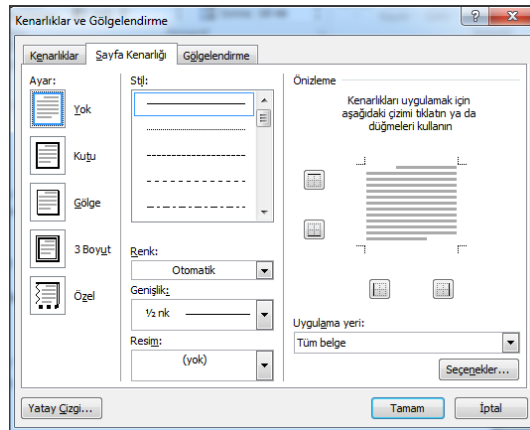 Kenarlıklar ve Gölgelendirme
Kenarlıklar
Sayfa Kenarlığı
Gölgelendirme
Ayar:
Yok
Kutu
Gölge
3 Boyut
Özel
Stil:
Renk:
Otomatik
Genişlik:
½ nk
Resim:
(yok)
Önizleme
Kenarlıkları uygulamak için
aşağıdaki çizimi tıklatın ya da
düğmeleri kullanın
Uygulama yeri:
Tüm belge
Seçenekler...
Yatay Çizgi...
Tamam
İptal